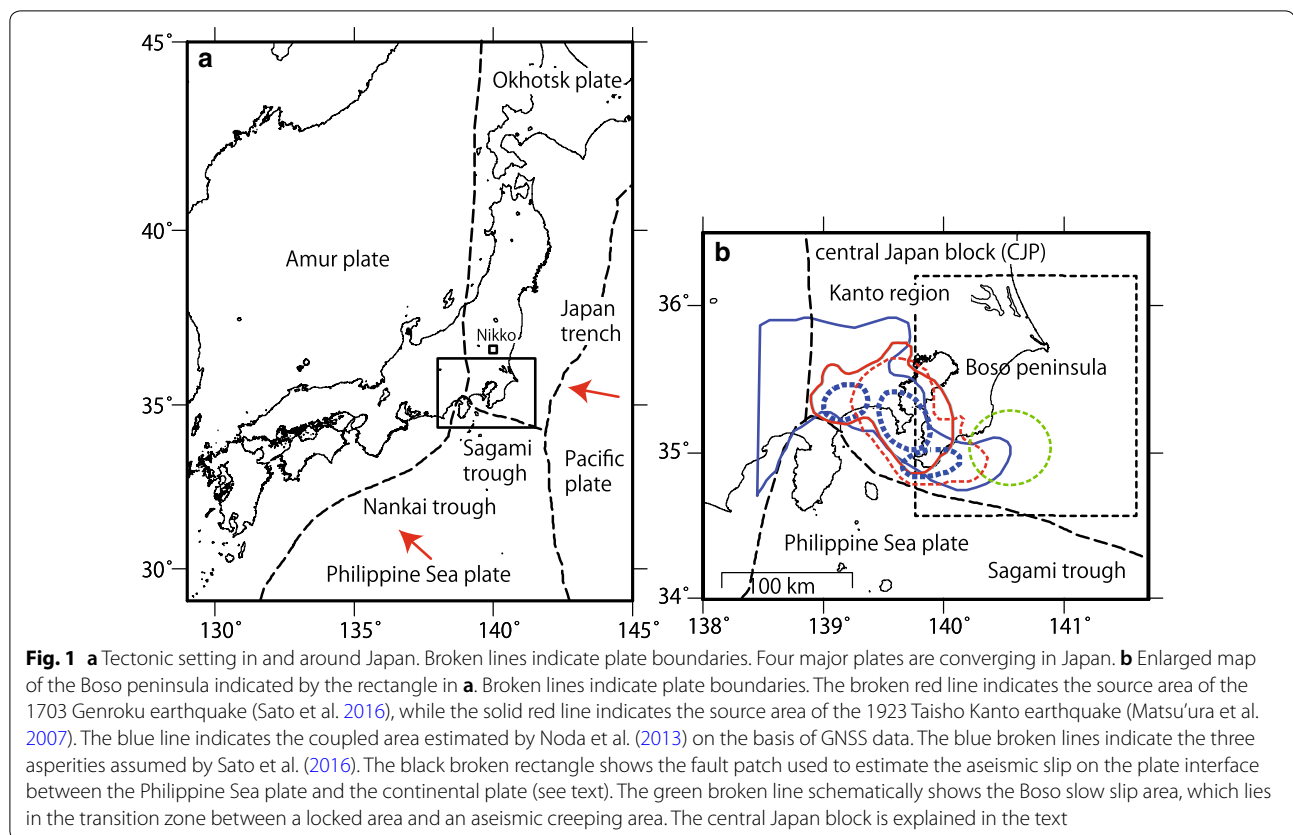 45˚
a
Okhotsk plate
40˚
Amur plate
Japan
trench
Nikko
35˚
Sagami
trough
Pacific
plate
Nankai trough
30˚
Philippine Sea plate
130˚
135˚
140˚
145˚
b
central Japan block (CJP)
Kanto region
36˚
Boso peninsula
35˚
Philippine Sea plate
Sagami trough
100 km
34˚
138˚
139˚
140˚
141˚
Fig. 1 a Tectonic setting in and around Japan. Broken lines indicate plate boundaries. Four major plates are converging in Japan. b Enlarged map
of the Boso peninsula indicated by the rectangle in a. Broken lines indicate plate boundaries. The broken red line indicates the source area of the
1703 Genroku earthquake (Sato et al. 2016), while the solid red line indicates the source area of the 1923 Taisho Kanto earthquake (Matsu’ura et al.
2007). The blue line indicates the coupled area estimated by Noda et al. (2013) on the basis of GNSS data. The blue broken lines indicate the three
asperities assumed by Sato et al. (2016). The black broken rectangle shows the fault patch used to estimate the aseismic slip on the plate interface
between the Philippine Sea plate and the continental plate (see text). The green broken line schematically shows the Boso slow slip area, which lies
in the transition zone between a locked area and an aseismic creeping area. The central Japan block is explained in the text